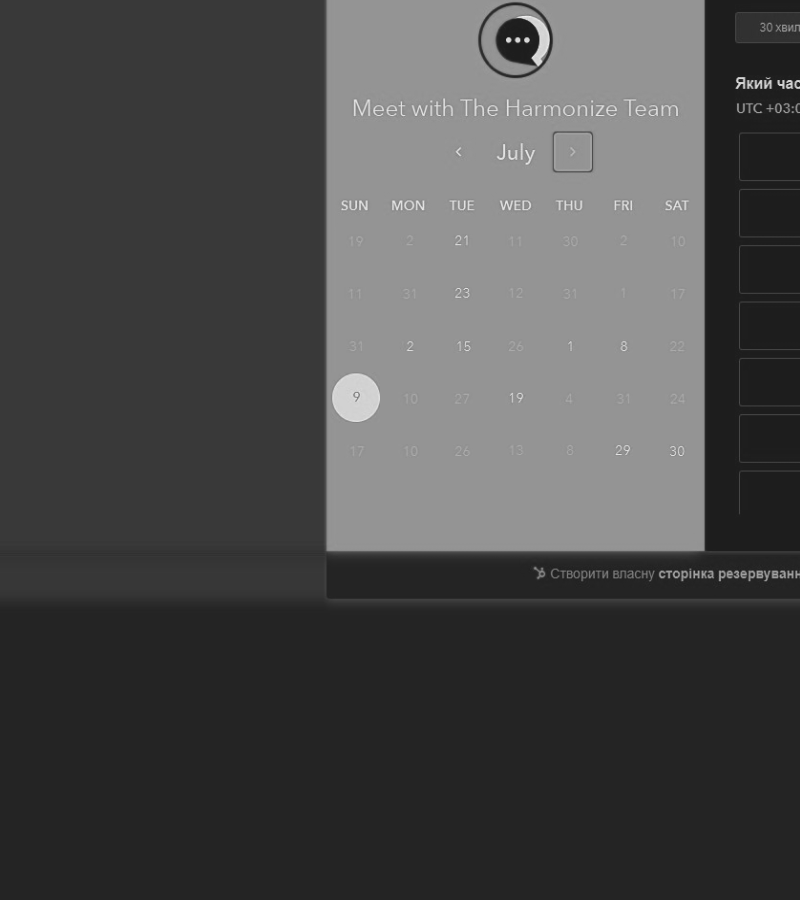 30 хвил
Meet with The Harmonize Team
Який час
UTC +03:0
July
SUN MON TUE WED THU FRI SAT
19 2 21 11 30 2 10
11 31 23 12 31 1 17
31 2 15 26 1 8 22
9 10 27 19 4 31 24
17 10 26 13 8 29 30
Створити власну сторінка резервуванн